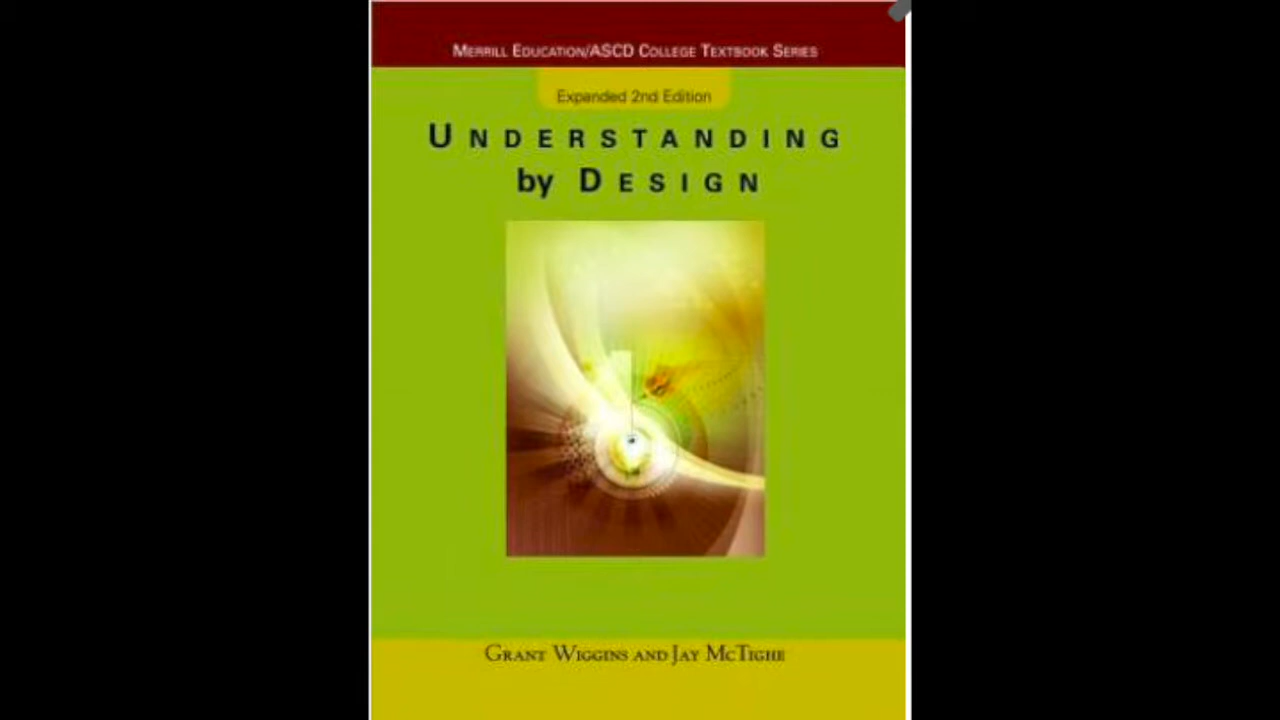 MERRILL EDUCATION/ASCD COLLEGE TEXTBOOK SERIES
Expanded 2nd Edition
UNDERSTANDING
by DESIGN
GRANT WIGGINS AND JAY MCTIGHE